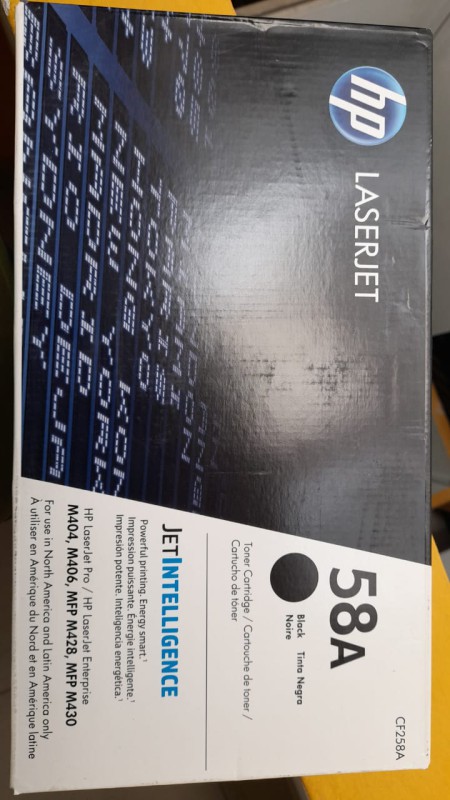 hp
LASERJET
CF258A
58A
Black Tinta Negra
Noire
Toner Cartridge / Cartouche de toner /
Cartucho de tóner
JETINTELLIGENCE
Powerful printing. Energy smart.¹
Impression puissante. Énergie intelligente.¹
Impresión potente. Inteligencia energética.¹
HP LaserJet Pro / HP LaserJet Enterprise
M404, M406, MFP M428, MFP M430
For use in North America and Latin America only
À utiliser en Amérique du Nord et en Amérique latine